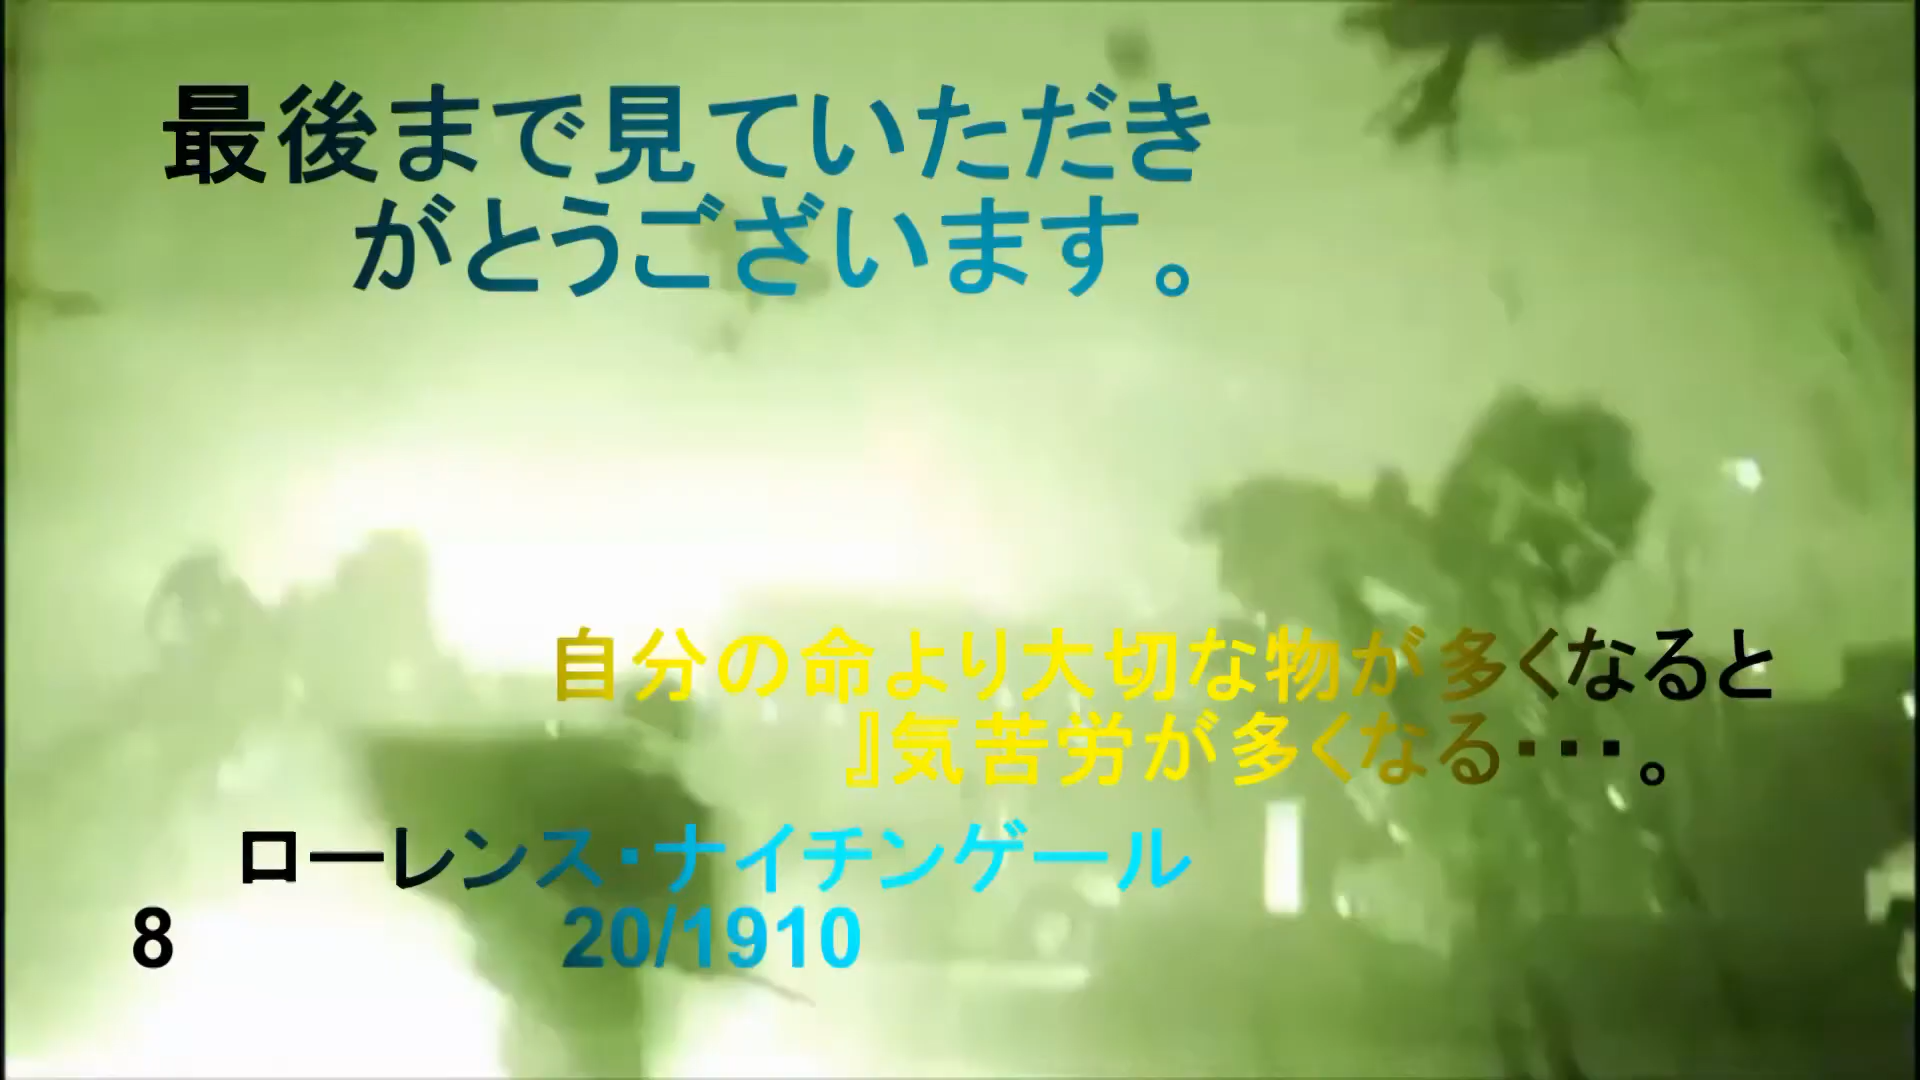 最後まで見ていただき
がとうございます。
自分の命より大切な物が多くなると
』気苦労が多くなる・・・。
ローレンス・ナイチンゲール
8 20/1910